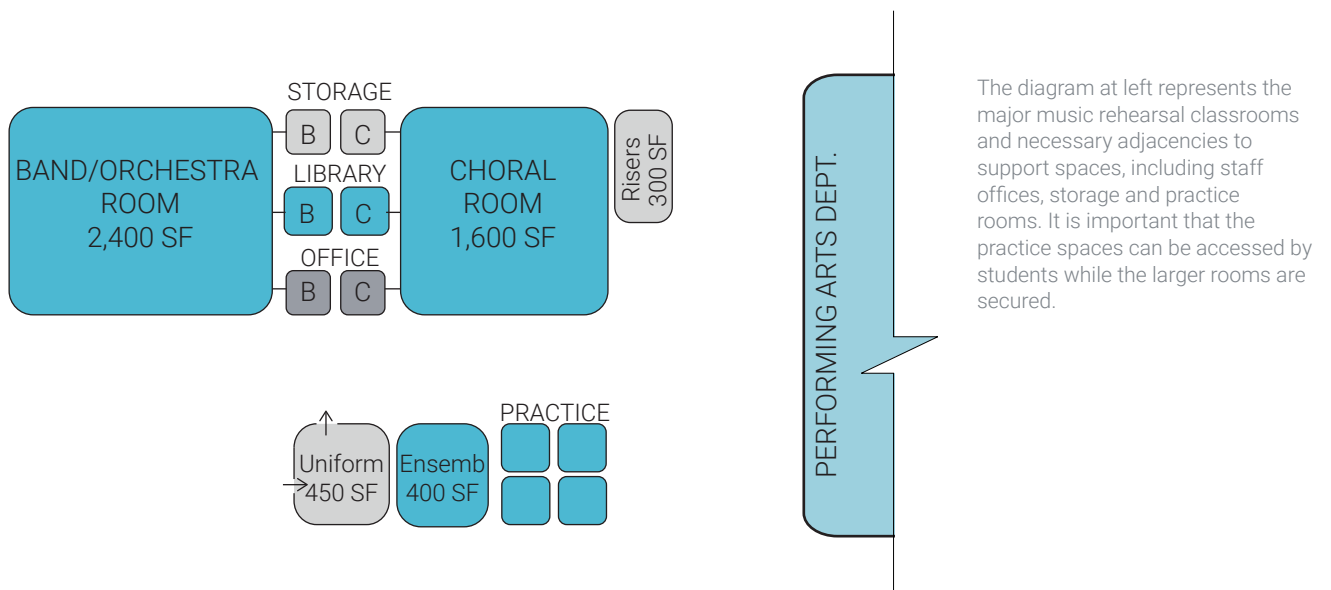 STORAGE
B C
BAND/ORCHESTRA
ROOM
2,400 SF
LIBRARY
B C
OFFICE
B C
CHORAL
ROOM
1,600 SF
Risers
300 SF
Uniform
450 SF
Ensemb
400 SF
PRACTICE
PERFORMING ARTS DEPT.
The diagram at left represents the
major music rehearsal classrooms
and necessary adjacencies to
support spaces, including staff
offices, storage and practice
rooms. It is important that the
practice spaces can be accessed by
students while the larger rooms are
secured.